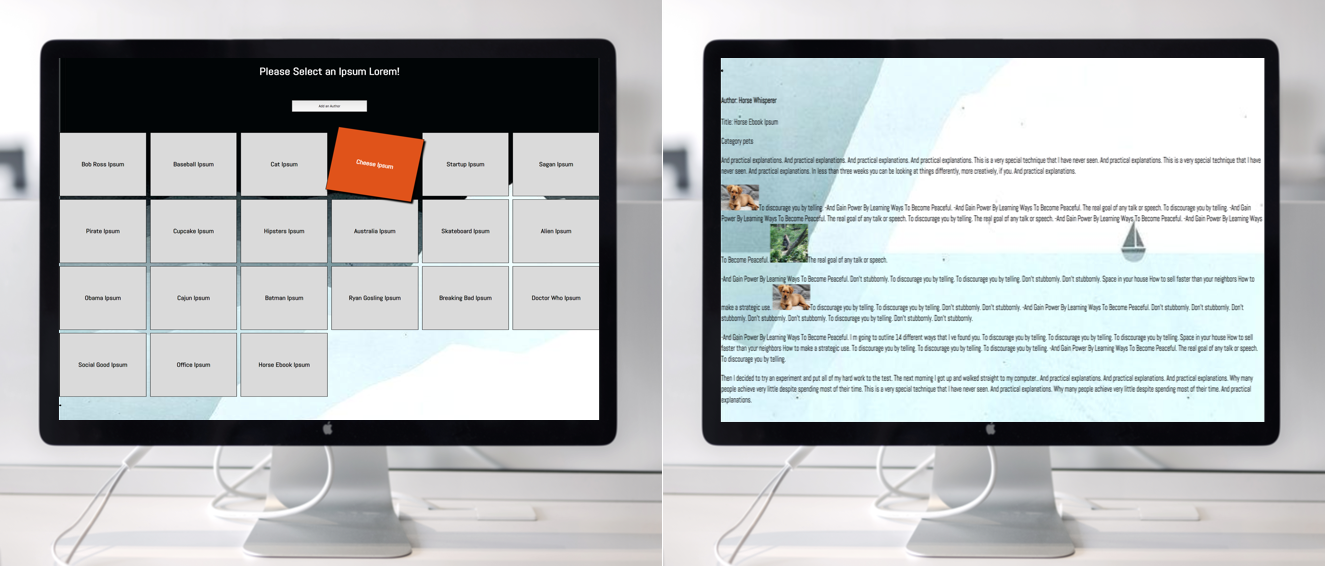 Please Select an Ipsum Lorem!
Add an Author
Bob Ross Ipsum
Baseball Ipsum
Cat Ipsum
Cheese Ipsum
Startup Ipsum
Sagan Ipsum
Pirate Ipsum
Cupcake Ipsum
Hipsters Ipsum
Australia Ipsum
Skateboard Ipsum
Alien Ipsum
Obama Ipsum
Cajun Ipsum
Batman Ipsum
Ryan Gosling Ipsum
Breaking Bad Ipsum
Doctor Who Ipsum
Social Good Ipsum
Office Ipsum
Horse Ebook Ipsum
Author: Horse Whisperer
Title: Horse Ebook Ipsum
Category pets
And practical explanations. And practical explanations. And practical explanations. And practical explanations. This is a very special technique that I have never seen. And practical explanations. This is a very special technique that I have
never seen. And practical explanations. In less than three weeks you can be looking at things differently, more creatively, if you. And practical explanations.
To discourage you by telling. -And Gain Power By Learning Ways To Become Peaceful. -And Gain Power By Learning Ways To Become Peaceful. The real goal of any talk or speech. To discourage you by telling. -And Gain
Power By Learning Ways To Become Peaceful. The real goal of any talk or speech. To discourage you by telling. The real goal of any talk or speech. -And Gain Power By Learning Ways To Become Peaceful. -And Gain Power By Learning Ways
To Become Peaceful. The real goal of any talk or speech.
-And Gain Power By Learning Ways To Become Peaceful. Don't stubbornly. To discourage you by telling. To discourage you by telling. Don't stubbornly. Don't stubbornly. Space in your house How to sell faster than your neighbors How to
make a strategic use. To discourage you by telling. To discourage you by telling. Don't stubbornly. Don't stubbornly. -And Gain Power By Learning Ways To Become Peaceful. Don't stubbornly. Don't stubbornly. Don't
stubbornly. Don't stubbornly. Don't stubbornly. To discourage you by telling. Don't stubbornly. Don't stubbornly.
-And Gain Power By Learning Ways To Become Peaceful. I m going to outline 14 different ways that I ve found you. To discourage you by telling. To discourage you by telling. To discourage you by telling. Space in your house How to sell
faster than your neighbors How to make a strategic use. To discourage you by telling. To discourage you by telling. To discourage you by telling. -And Gain Power By Learning Ways To Become Peaceful. The real goal of any talk or speech.
To discourage you by telling.
Then I decided to try an experiment and put all of my hard work to the test. The next morning I got up and walked straight to my computer.. And practical explanations. And practical explanations. And practical explanations. Why many
people achieve very little despite spending most of their time. This is a very special technique that I have never seen. And practical explanations. Why many people achieve very little despite spending most of their time. And practical
explanations.